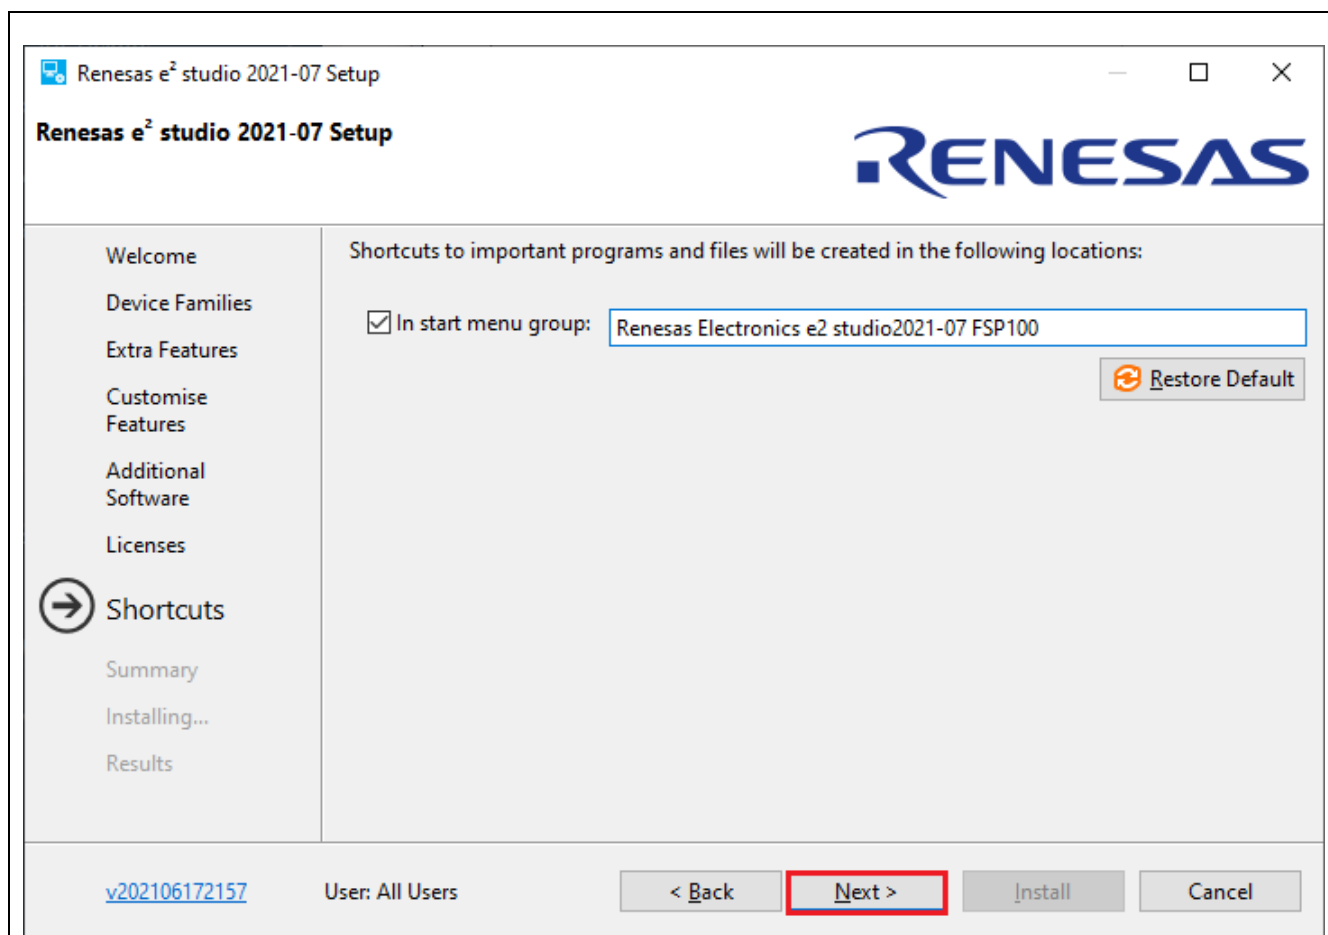 Renesas e² studio 2021-07 Setup
Renesas e² studio 2021-07 Setup
RENESAS
Welcome
Device Families
Extra Features
Customise
Features
Additional
Software
Licenses
Shortcuts
Summary
Installing...
Results
Shortcuts to important programs and files will be created in the following locations:
In start menu group: Renesas Electronics e2 studio2021-07 FSP100
Restore Default
v202106172157 User: All Users < Back Next > Install Cancel